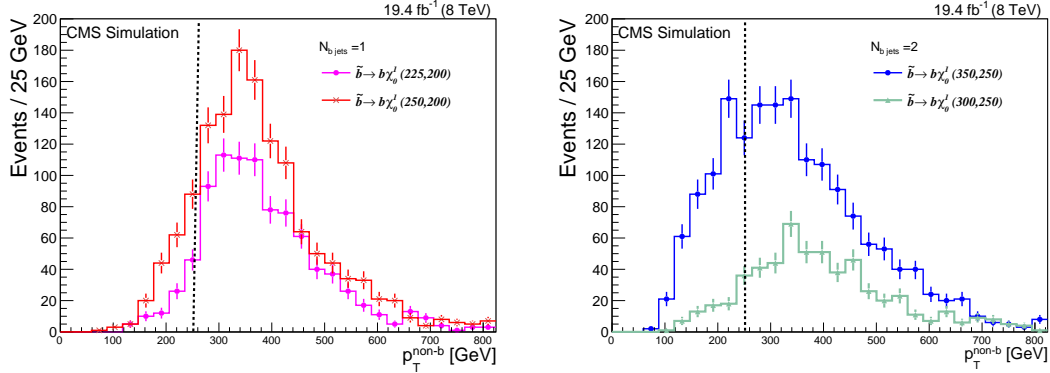 19.4 fb⁻¹ (8 TeV)
CMS Simulation
N_{b jets} =1
b̃→ bχ₀¹ (225,200)
b̃→ bχ₀¹ (250,200)
Events / 25 GeV
200
180
160
140
120
100
80
60
40
20
0
0 100 200 300 400 500 600 700 800
p_T^{non-b} [GeV]
19.4 fb⁻¹ (8 TeV)
CMS Simulation
N_{b jets} =2
b̃→ bχ₀¹ (350,250)
b̃→ bχ₀¹ (300,250)
Events / 25 GeV
200
180
160
140
120
100
80
60
40
20
0
0 100 200 300 400 500 600 700 800
p_T^{non-b} [GeV]